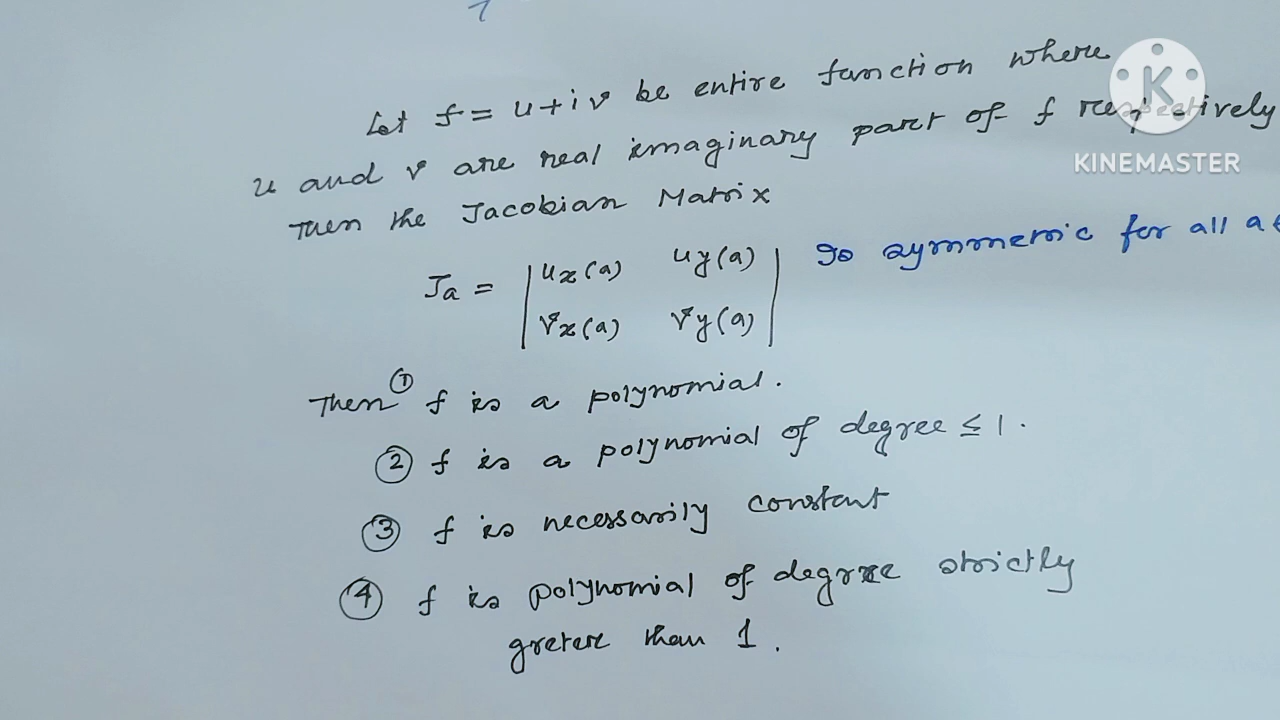 Let f = u + i v be entire function where
u and v are real imaginary part of f respectively
K
KINEMASTER
Then the Jacobian Matrix
Ja = | ux(a) uy(a) | Is symmetric for all a ∈
| vx(a) vy(a) |
Then ① f is a polynomial.
② f is a polynomial of degree ≤ 1.
③ f is necessarily constant
④ f is polynomial of degree strictly
greter than 1.